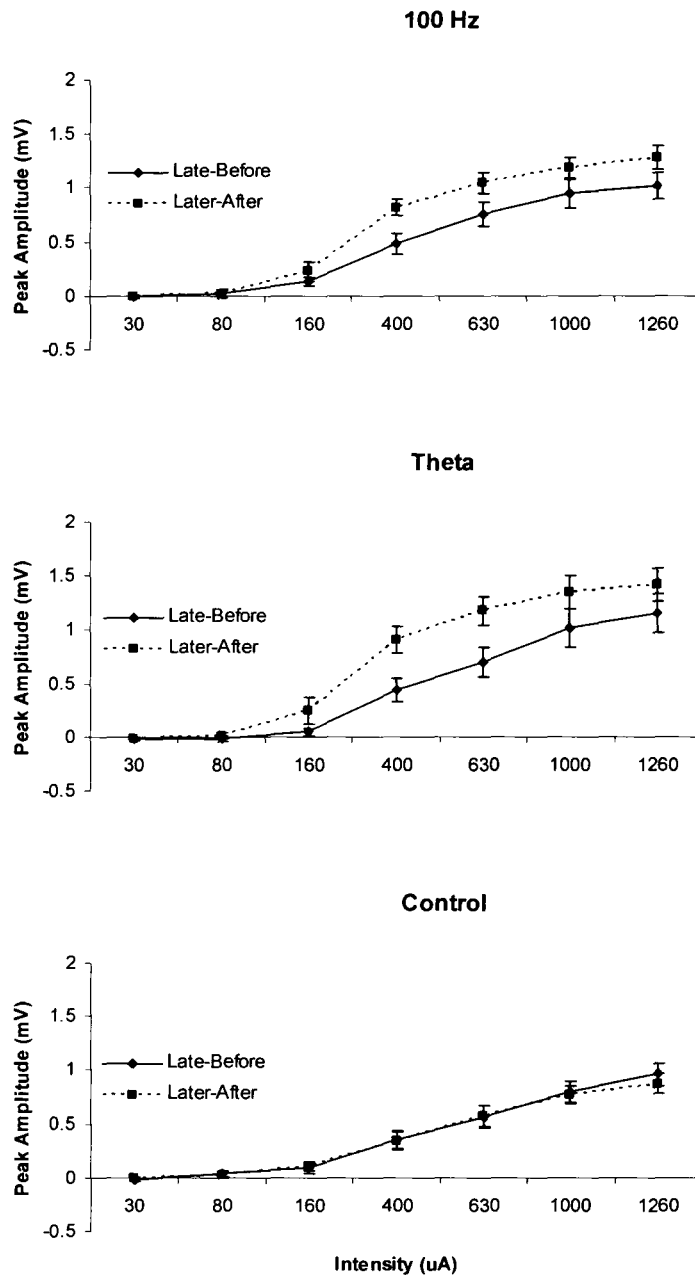 100 Hz
Peak Amplitude (mV)
2
1.5
1
0.5
0
-0.5
Late-Before
Later-After
30 80 160 400 630 1000 1260
Theta
Peak Amplitude (mV)
2
1.5
1
0.5
0
-0.5
Late-Before
Later-After
30 80 160 400 630 1000 1260
Control
Peak Amplitude (mV)
2
1.5
1
0.5
0
-0.5
Late-Before
Later-After
30 80 160 400 630 1000 1260
Intensity (uA)